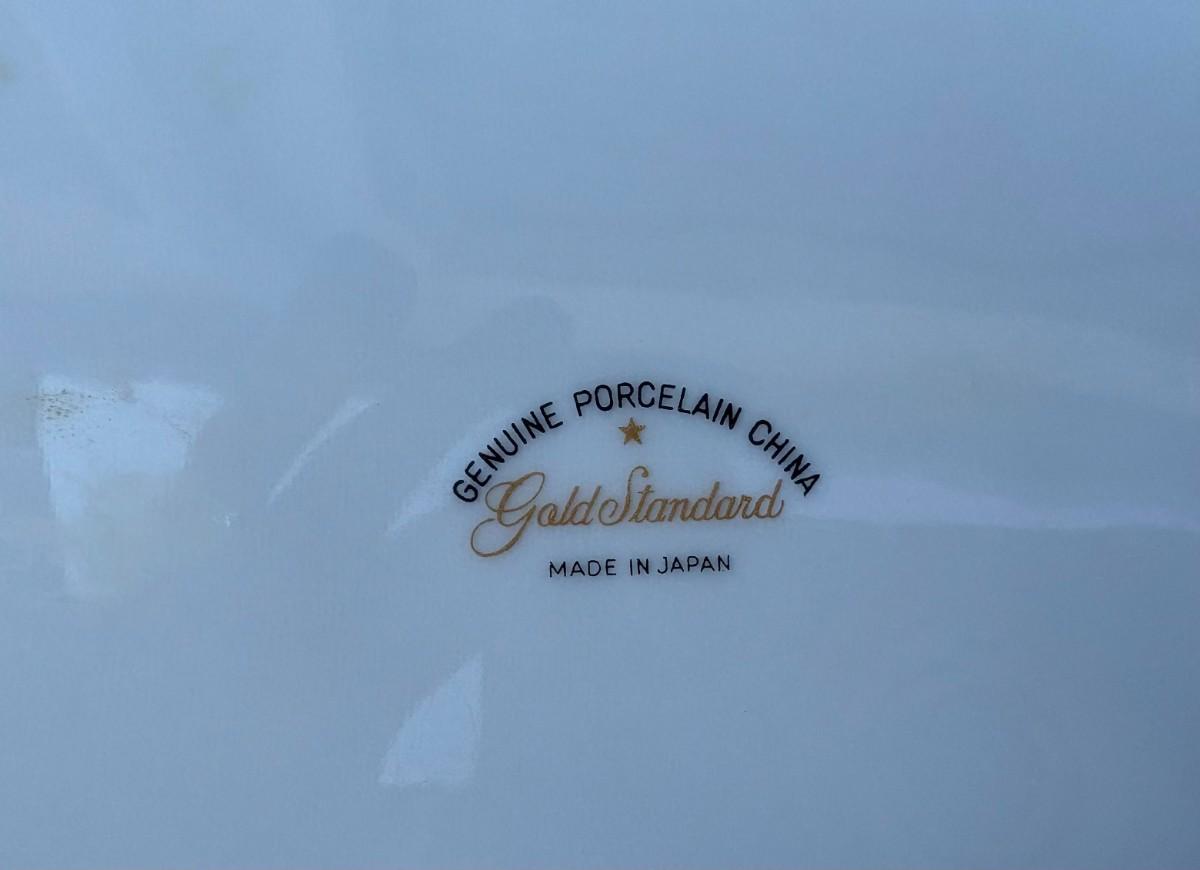 GENUINE PORCELAIN CHINA
Gold Standard
MADE IN JAPAN